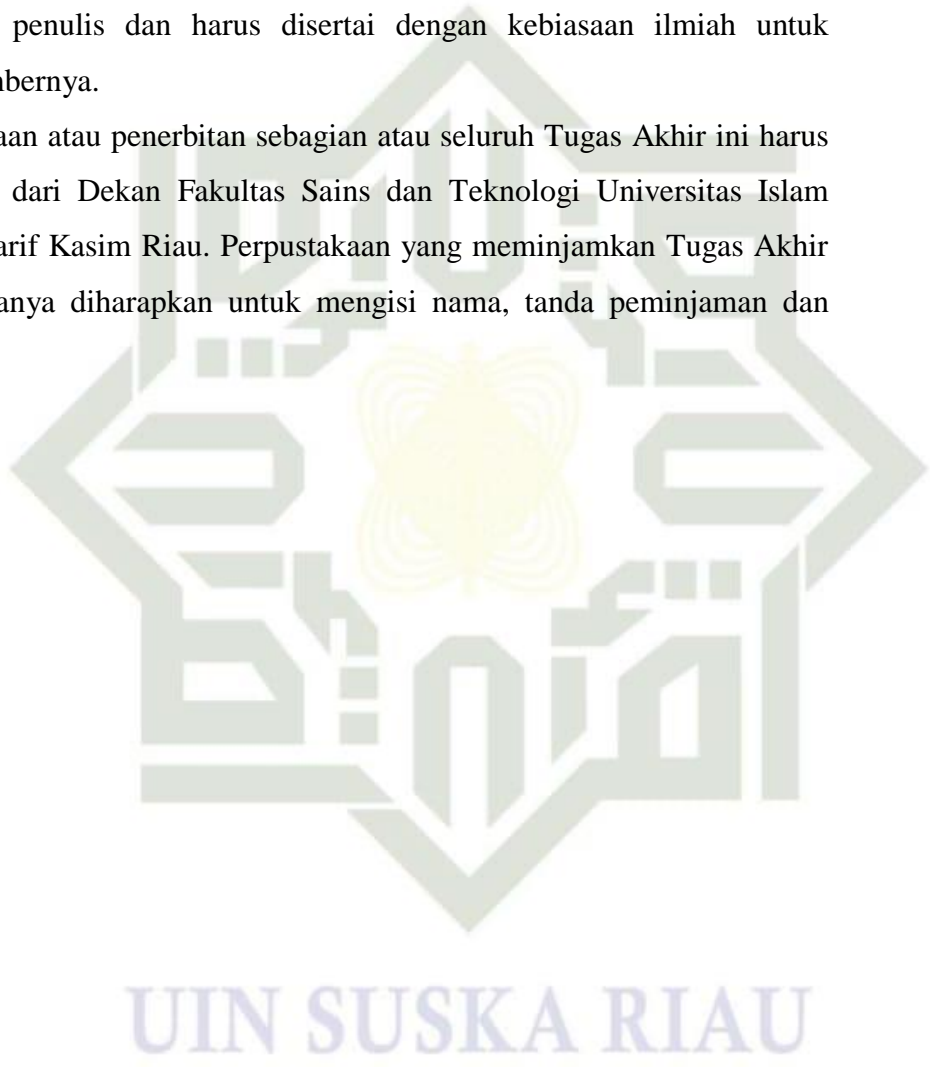 penulis dan harus disertai dengan kebiasaan ilmiah untuk
mbernya.
aan atau penerbitan sebagian atau seluruh Tugas Akhir ini harus
dari Dekan Fakultas Sains dan Teknologi Universitas Islam
arif Kasim Riau. Perpustakaan yang meminjamkan Tugas Akhir
anya diharapkan untuk mengisi nama, tanda peminjaman dan
UIN SUSKA RIAU